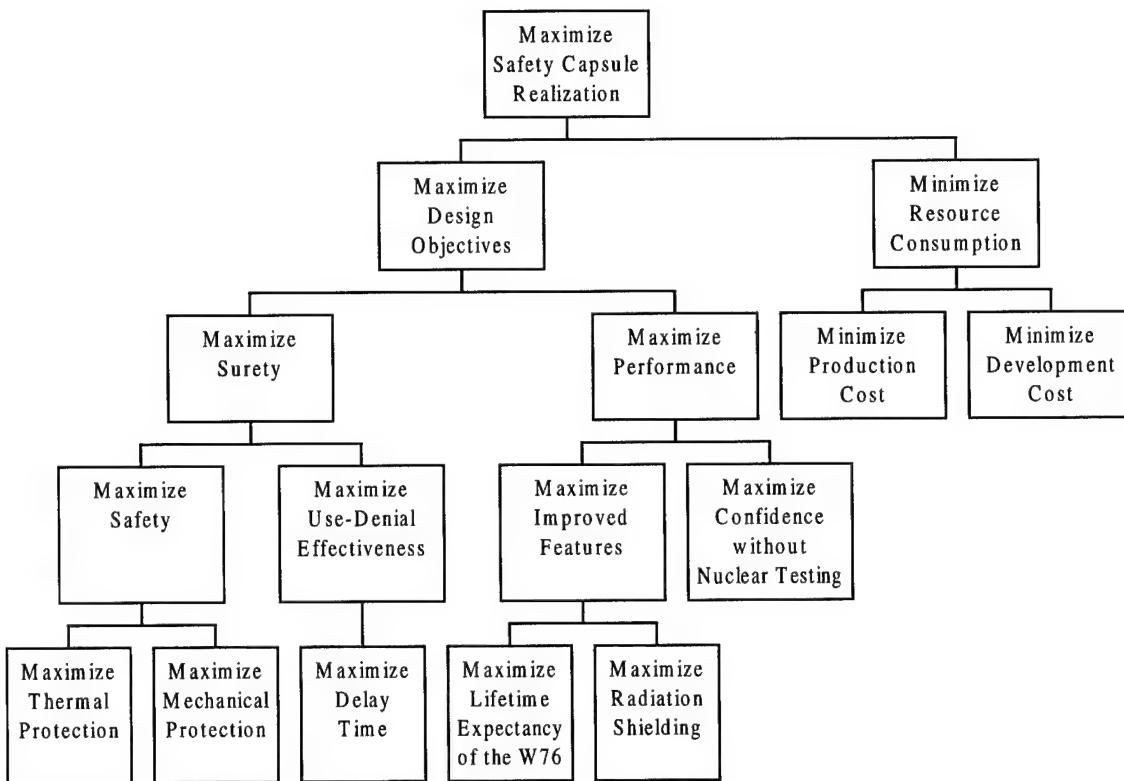 Maximize
Safety Capsule
Realization
Maximize
Design
Objectives
Minimize
Resource
Consumption
Maximize
Surety
Maximize
Performance
Minimize
Production
Cost
Minimize
Development
Cost
Maximize
Safety
Maximize
Use-Denial
Effectiveness
Maximize
Improved
Features
Maximize
Confidence
without
Nuclear Testing
Maximize
Thermal
Protection
Maximize
Mechanical
Protection
Maximize
Delay
Time
Maximize
Lifetime
Expectancy
of the W76
Maximize
Radiation
Shielding